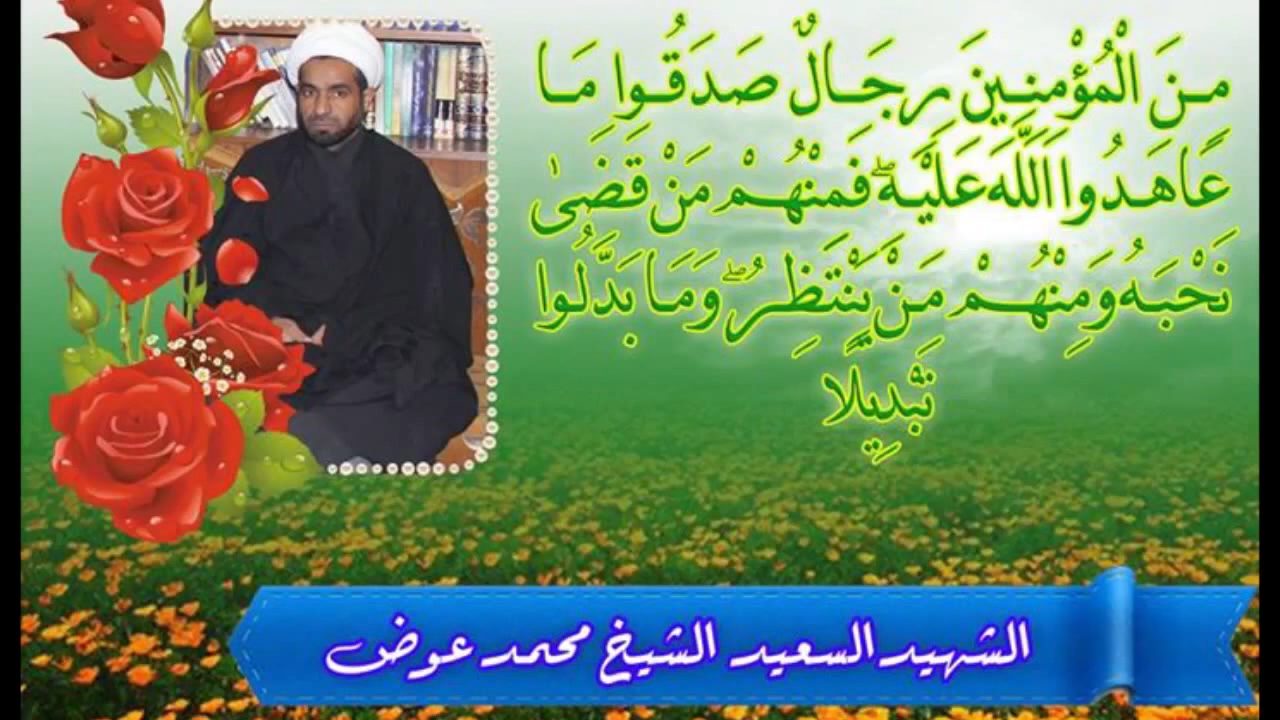 مِنَ الْمُؤْمِنِينَ رِجَالٌ صَدَقُوا مَا
عَاهَدُوا اللَّهَ عَلَيْهِ ۖ فَمِنْهُمْ مَنْ قَضَىٰ
نَحْبَهُ وَمِنْهُمْ مَنْ يَنْتَظِرُ ۖ وَمَا بَدَّلُوا
تَبْدِيلًا
الشهيد السعيد الشيخ محمد عوض